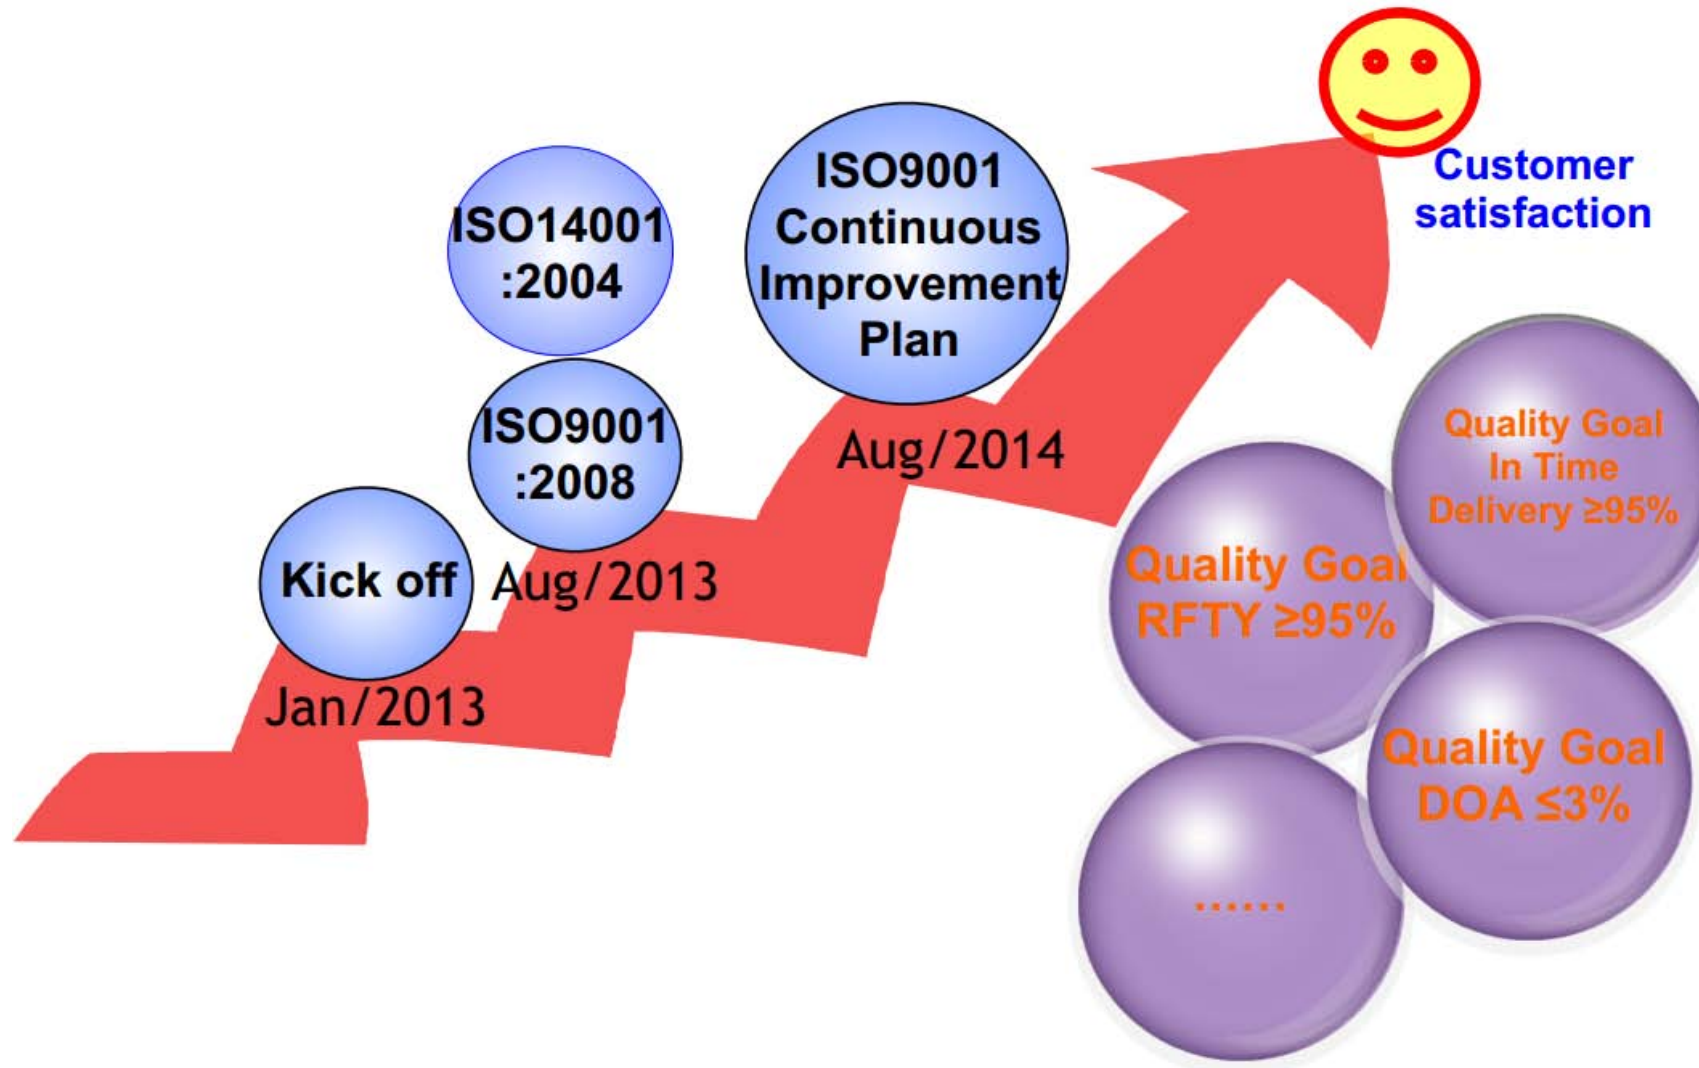 Customer
satisfaction
ISO9001
Continuous
Improvement
Plan
Aug/2014
ISO14001
:2004
ISO9001
:2008
Aug/2013
Kick off
Jan/2013
Quality Goal
In Time
Delivery ≥95%
Quality Goal
RFTY ≥95%
Quality Goal
DOA ≤3%
......